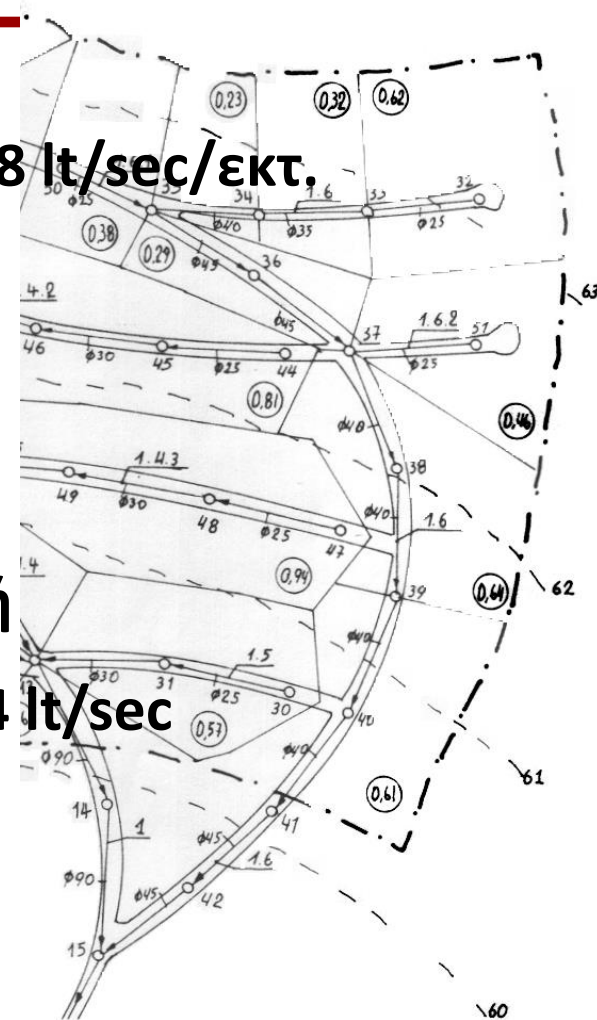 0,23 0,32 0,62
8 lt/sec/εκτ.
50 φ25 35 34 1.6 33 32
φ40 φ35 φ25
0,38 0,29 φ45 36
63
4.2 φ45 37 1.6.2 51
46 φ30 45 φ25 44 φ25
0,81 0,46
φ40 38
1.4.3
49 φ30 48 φ25 47 φ40 1.6
0,94 39 0,64 62
.4
ή
φ40
1.5
φ30 31 φ25 30
4 lt/sec 40
0,57
φ90 φ40 61
0,61
14 41
1 φ45
1.6
φ90 φ45 42
15
60